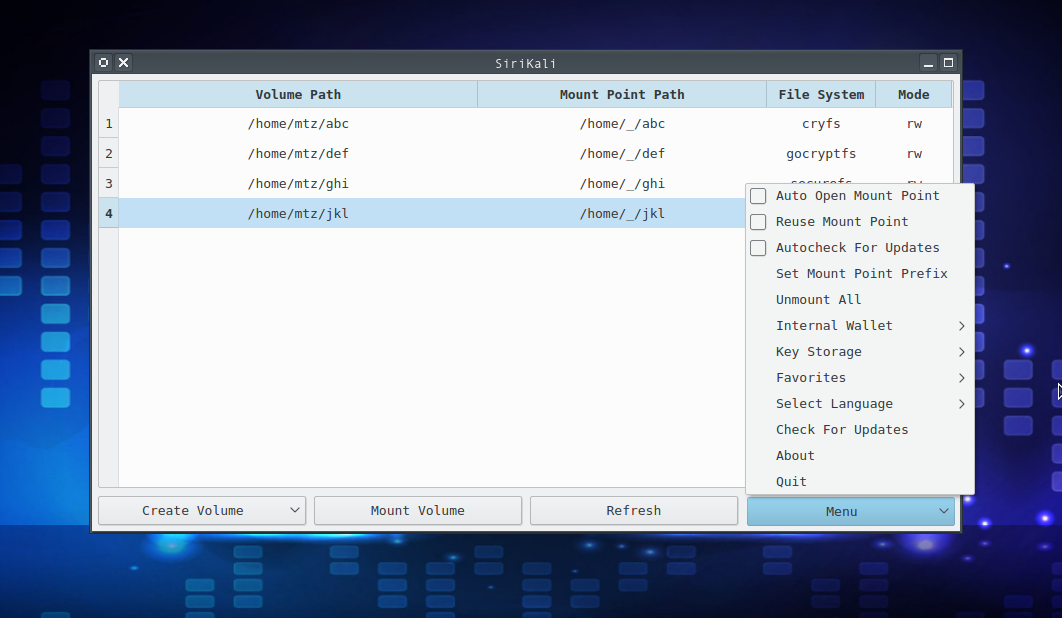 SiriKali
Volume Path Mount Point Path File System Mode
1 /home/mtz/abc /home/_/abc cryfs rw
2 /home/mtz/def /home/_/def gocryptfs rw
3 /home/mtz/ghi /home/_/ghi securefs rw
4 /home/mtz/jkl /home/_/jkl
Auto Open Mount Point
Reuse Mount Point
Autocheck For Updates
Set Mount Point Prefix
Unmount All
Internal Wallet
Key Storage
Favorites
Select Language
Check For Updates
About
Quit
Create Volume Mount Volume Refresh Menu